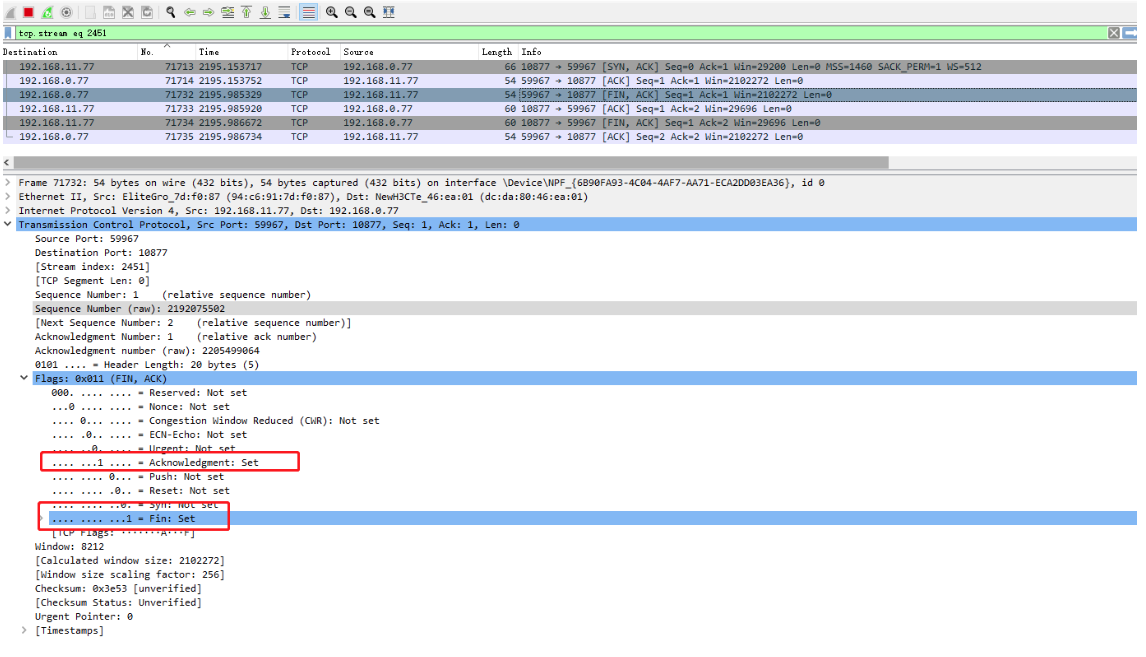 tcp.stream eq 2451
Destination No. Time Protocol Source Length Info
192.168.11.77 71713 2195.153717 TCP 192.168.0.77 66 10877 → 59967 [SYN, ACK] Seq=0 Ack=1 Win=29200 Len=0 MSS=1460 SACK_PERM=1 WS=512
192.168.0.77 71714 2195.153752 TCP 192.168.11.77 54 59967 → 10877 [ACK] Seq=1 Ack=1 Win=2102272 Len=0
192.168.0.77 71732 2195.985329 TCP 192.168.11.77 54 59967 → 10877 [FIN, ACK] Seq=1 Ack=1 Win=2102272 Len=0
192.168.11.77 71733 2195.985920 TCP 192.168.0.77 60 10877 → 59967 [ACK] Seq=1 Ack=2 Win=29696 Len=0
192.168.11.77 71734 2195.986672 TCP 192.168.0.77 60 10877 → 59967 [FIN, ACK] Seq=1 Ack=2 Win=29696 Len=0
192.168.0.77 71735 2195.986734 TCP 192.168.11.77 54 59967 → 10877 [ACK] Seq=2 Ack=2 Win=2102272 Len=0
Frame 71732: 54 bytes on wire (432 bits), 54 bytes captured (432 bits) on interface \Device\NPF_{6B90FA93-4C04-4AF7-AA71-ECA2DD03EA36}, id 0
Ethernet II, Src: EliteGro_7d:f0:87 (94:c6:91:7d:f0:87), Dst: NewH3CTe_46:ea:01 (dc:da:80:46:ea:01)
Internet Protocol Version 4, Src: 192.168.11.77, Dst: 192.168.0.77
Transmission Control Protocol, Src Port: 59967, Dst Port: 10877, Seq: 1, Ack: 1, Len: 0
Source Port: 59967
Destination Port: 10877
[Stream index: 2451]
[TCP Segment Len: 0]
Sequence Number: 1 (relative sequence number)
Sequence Number (raw): 2192075502
[Next Sequence Number: 2 (relative sequence number)]
Acknowledgment Number: 1 (relative ack number)
Acknowledgment number (raw): 2205499064
0101 .... = Header Length: 20 bytes (5)
Flags: 0x011 (FIN, ACK)
000. .... .... = Reserved: Not set
...0 .... .... = Nonce: Not set
.... 0... .... = Congestion Window Reduced (CWR): Not set
.... .0.. .... = ECN-Echo: Not set
.... ..0. .... = Urgent: Not set
.... ...1 .... = Acknowledgment: Set
.... .... 0... = Push: Not set
.... .... .0.. = Reset: Not set
.... .... ..0. = Syn: Not set
.... .... ...1 = Fin: Set
[TCP Flags: ·······A···F]
Window: 8212
[Calculated window size: 2102272]
[Window size scaling factor: 256]
Checksum: 0x3e53 [unverified]
[Checksum Status: Unverified]
Urgent Pointer: 0
[Timestamps]